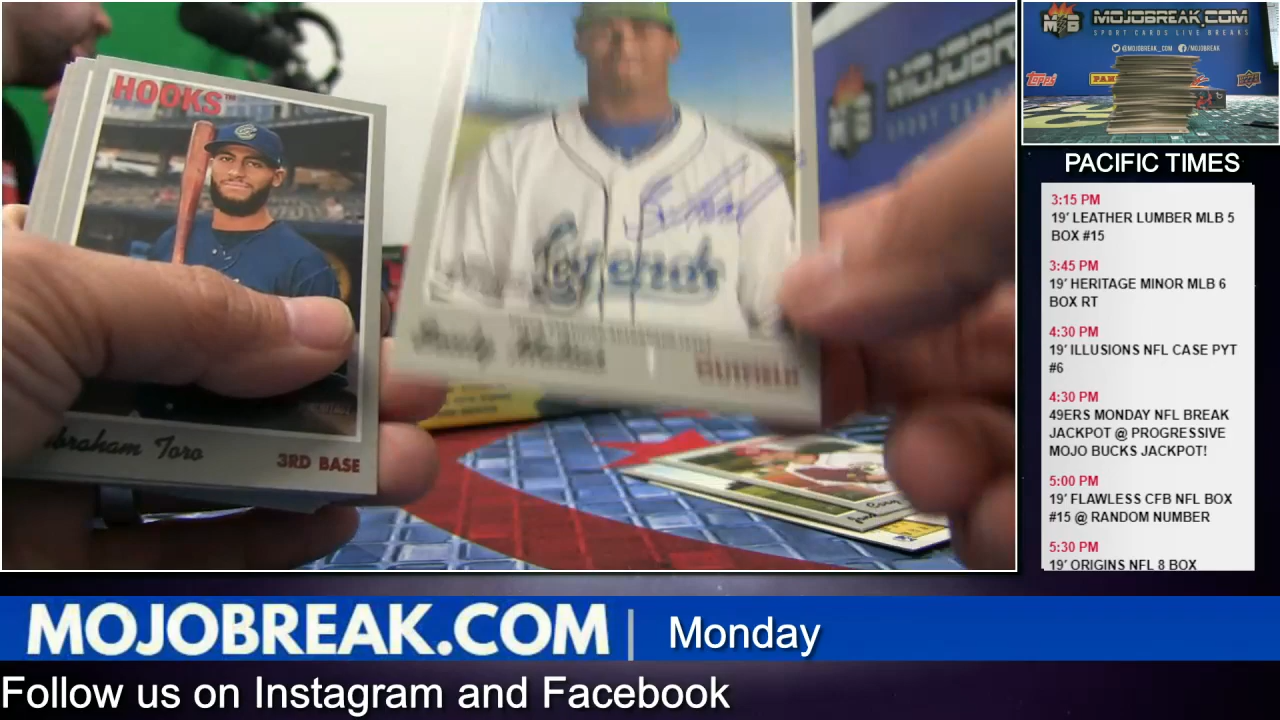 HOOKS™
Abraham Toro
3RD BASE
Legends
OUTFIELD
MOJOBREAK.COM
SPORT CARDS LIVE BREAKS
@MOJOBREAK_COM /MOJOBREAK
topps
PACIFIC TIMES
3:15 PM
19' LEATHER LUMBER MLB 5
BOX #15
3:45 PM
19' HERITAGE MINOR MLB 6
BOX RT
4:30 PM
19' ILLUSIONS NFL CASE PYT
#6
4:30 PM
49ERS MONDAY NFL BREAK
JACKPOT @ PROGRESSIVE
MOJO BUCKS JACKPOT!
5:00 PM
19' FLAWLESS CFB NFL BOX
#15 @ RANDOM NUMBER
5:30 PM
19' ORIGINS NFL 8 BOX
MOJOBREAK.COM | Monday
Follow us on Instagram and Facebook